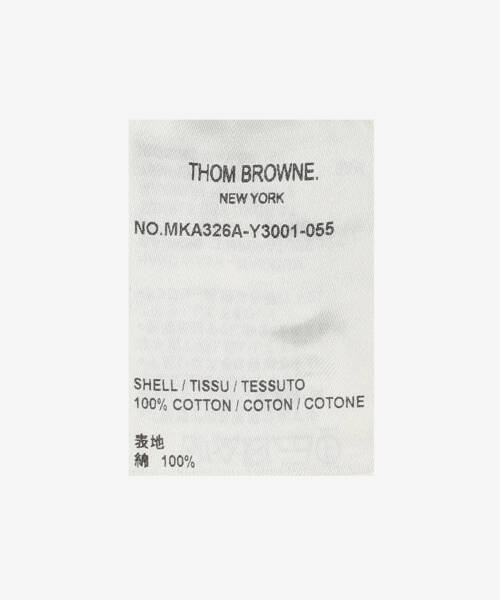 THOM BROWNE.
NEW YORK
NO.MKA326A-Y3001-055
SHELL / TISSU / TESSUTO
100% COTTON / COTON / COTONE
表地
綿 100%